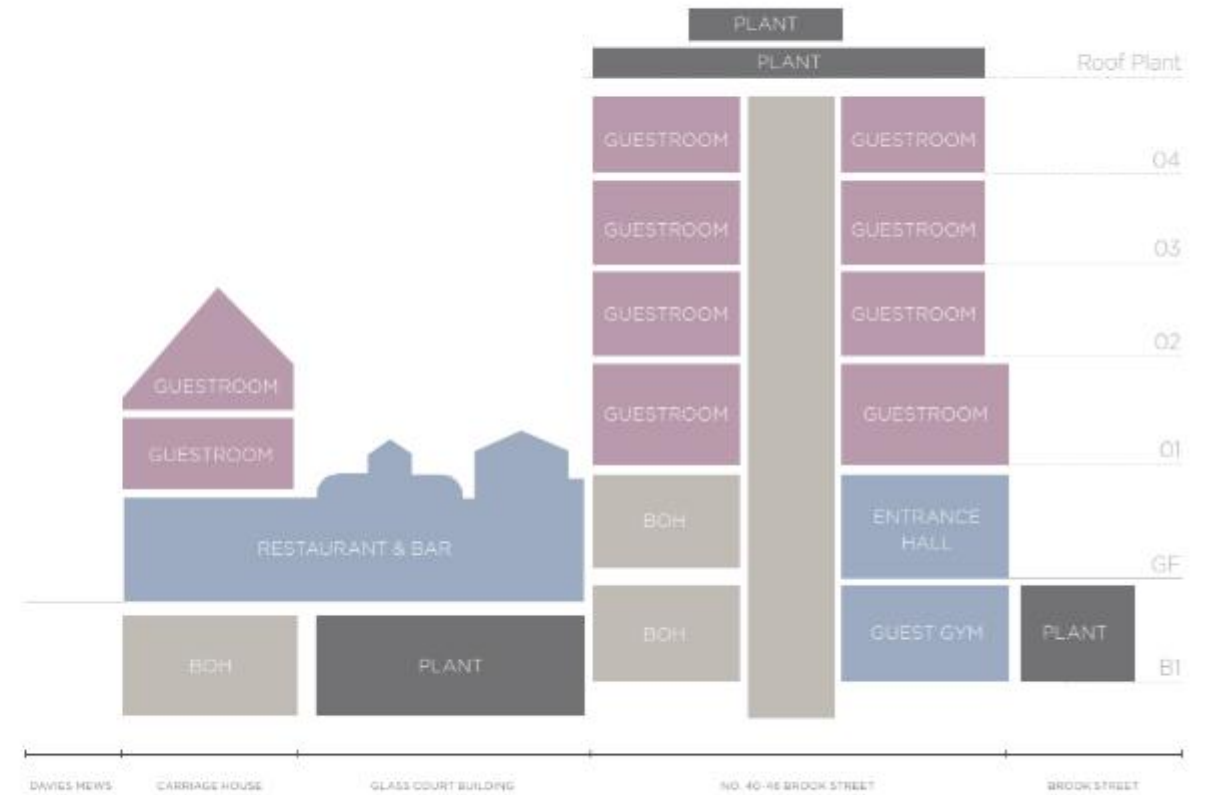 PLANT
PLANT
Roof Plant
GUESTROOM GUESTROOM
04
GUESTROOM GUESTROOM
03
GUESTROOM GUESTROOM
02
GUESTROOM
GUESTROOM GUESTROOM
01
GUESTROOM
RESTAURANT & BAR
BOH
ENTRANCE
HALL
GF
BOH GUEST GYM PLANT
BOH PLANT
B1
DAVIES MEWS CARRIAGE HOUSE GLASS COURT BUILDING NO. 40-46 BROOK STREET BROOK STREET